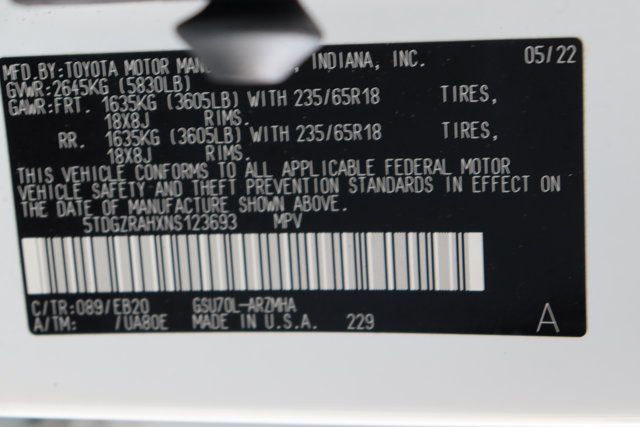 MFD. BY: TOYOTA MOTOR INDIANA, INC. 05/22
GVWR: 2645KG (5830LB)
GAWR: FRT. 1635KG (3605LB) WITH 235/65R18 TIRES,
18X8J RIMS.
RR. 1635KG (3605LB) WITH 235/65R18 TIRES,
18X8J RIMS.
THIS VEHICLE CONFORMS TO ALL APPLICABLE FEDERAL MOTOR
VEHICLE SAFETY AND THEFT PREVENTION STANDARDS IN EFFECT ON
THE DATE OF MANUFACTURE SHOWN ABOVE.
5TDGZRAHXNS123693 MPV
C/TR: 089/EB20 GSU70L-ARZMHA
A/TM: /UA80E MADE IN U.S.A. 229 A